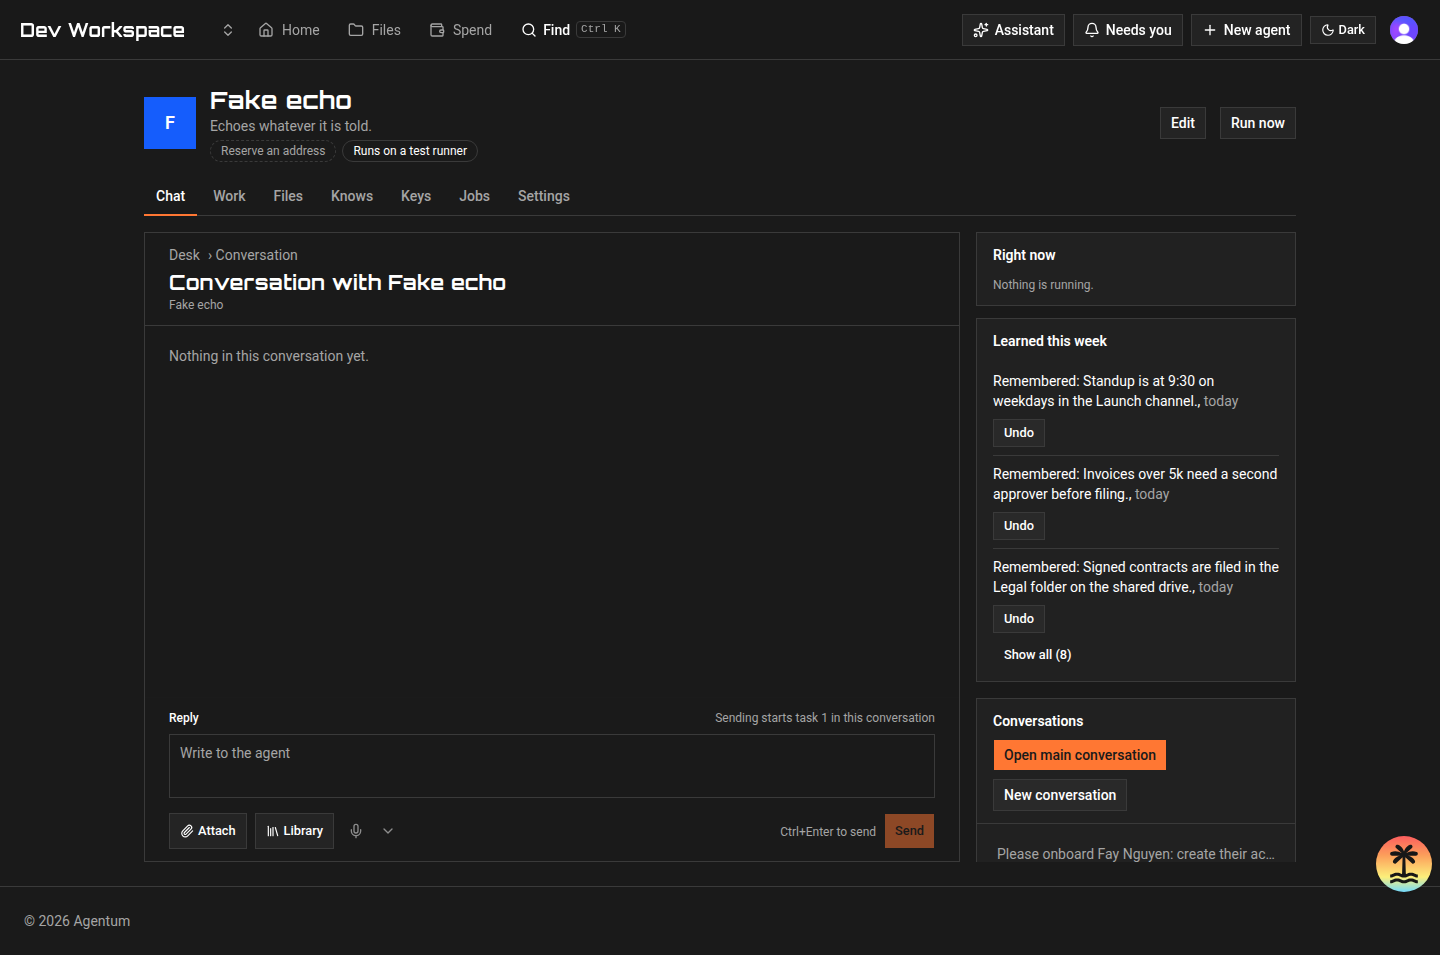 Dev Workspace
Home
Files
Spend
Find
Ctrl K
Assistant
Needs you
New agent
Dark
F
Fake echo
Echoes whatever it is told.
Reserve an address
Runs on a test runner
Edit
Run now
Chat
Work
Files
Knows
Keys
Jobs
Settings
Desk › Conversation
Conversation with Fake echo
Fake echo
Nothing in this conversation yet.
Reply
Sending starts task 1 in this conversation
Write to the agent
Attach
Library
Ctrl+Enter to send
Send
Right now
Nothing is running.
Learned this week
Remembered: Standup is at 9:30 on
weekdays in the Launch channel., today
Undo
Remembered: Invoices over 5k need a second
approver before filing., today
Undo
Remembered: Signed contracts are filed in the
Legal folder on the shared drive., today
Undo
Show all (8)
Conversations
Open main conversation
New conversation
Please onboard Fay Nguyen: create their ac...
© 2026 Agentum